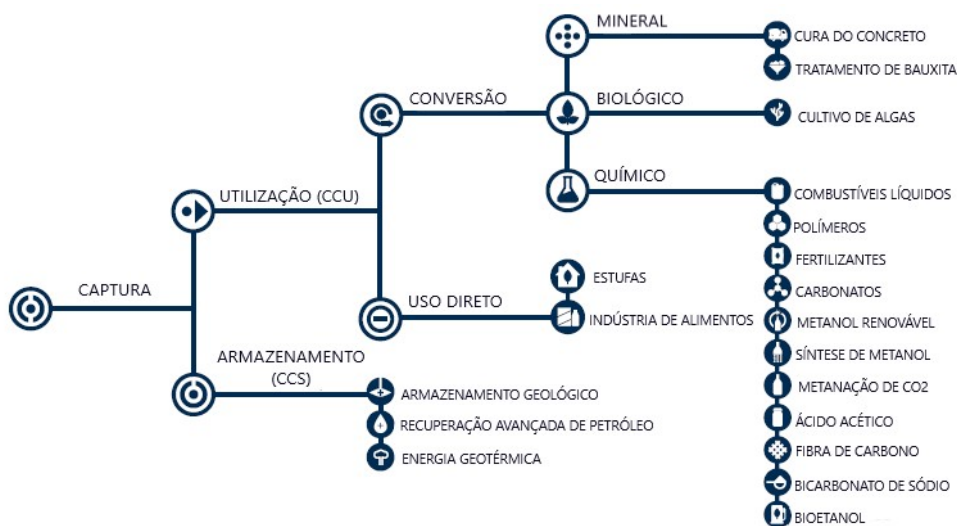 MINERAL
CURA DO CONCRETO
TRATAMENTO DE BAUXITA
CONVERSÃO
BIOLÓGICO
CULTIVO DE ALGAS
QUÍMICO
UTILIZAÇÃO (CCU)
COMBUSTÍVEIS LÍQUIDOS
POLÍMEROS
FERTILIZANTES
CARBONATOS
METANOL RENOVÁVEL
SÍNTESE DE METANOL
METANAÇÃO DE CO2
ÁCIDO ACÉTICO
FIBRA DE CARBONO
BICARBONATO DE SÓDIO
BIOETANOL
ESTUFAS
USO DIRETO
INDÚSTRIA DE ALIMENTOS
CAPTURA
ARMAZENAMENTO
(CCS)
ARMAZENAMENTO GEOLÓGICO
RECUPERAÇÃO AVANÇADA DE PETRÓLEO
ENERGIA GEOTÉRMICA